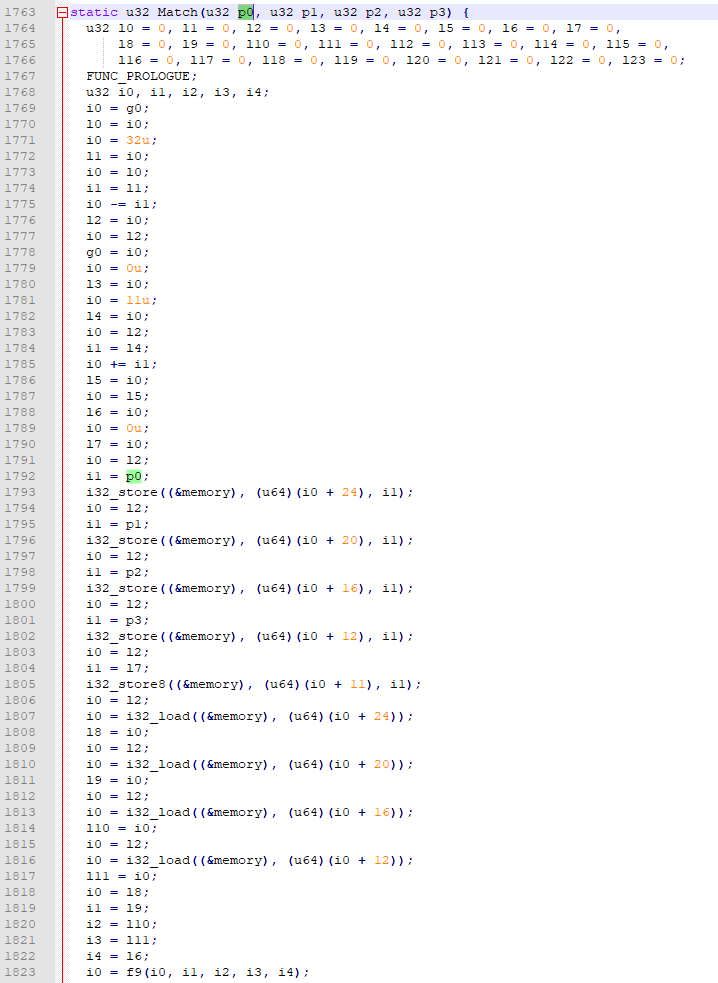 1763 static u32 Match(u32 p0, u32 p1, u32 p2, u32 p3) {
1764 u32 l0 = 0, l1 = 0, l2 = 0, l3 = 0, l4 = 0, l5 = 0, l6 = 0, l7 = 0,
1765 l8 = 0, l9 = 0, l10 = 0, l11 = 0, l12 = 0, l13 = 0, l14 = 0, l15 = 0,
1766 l16 = 0, l17 = 0, l18 = 0, l19 = 0, l20 = 0, l21 = 0, l22 = 0, l23 = 0;
1767 FUNC_PROLOGUE;
1768 u32 i0, i1, i2, i3, i4;
1769 i0 = g0;
1770 l0 = i0;
1771 i0 = 32u;
1772 l1 = i0;
1773 i0 = l0;
1774 i1 = l1;
1775 i0 -= i1;
1776 l2 = i0;
1777 i0 = l2;
1778 g0 = i0;
1779 i0 = 0u;
1780 l3 = i0;
1781 i0 = 11u;
1782 l4 = i0;
1783 i0 = l2;
1784 i1 = l4;
1785 i0 += i1;
1786 l5 = i0;
1787 i0 = l5;
1788 l6 = i0;
1789 i0 = 0u;
1790 l7 = i0;
1791 i0 = l2;
1792 i1 = p0;
1793 i32_store((&memory), (u64)(i0 + 24), i1);
1794 i0 = l2;
1795 i1 = p1;
1796 i32_store((&memory), (u64)(i0 + 20), i1);
1797 i0 = l2;
1798 i1 = p2;
1799 i32_store((&memory), (u64)(i0 + 16), i1);
1800 i0 = l2;
1801 i1 = p3;
1802 i32_store((&memory), (u64)(i0 + 12), i1);
1803 i0 = l2;
1804 i1 = l7;
1805 i32_store8((&memory), (u64)(i0 + 11), i1);
1806 i0 = l2;
1807 i0 = i32_load((&memory), (u64)(i0 + 24));
1808 l8 = i0;
1809 i0 = l2;
1810 i0 = i32_load((&memory), (u64)(i0 + 20));
1811 l9 = i0;
1812 i0 = l2;
1813 i0 = i32_load((&memory), (u64)(i0 + 16));
1814 l10 = i0;
1815 i0 = l2;
1816 i0 = i32_load((&memory), (u64)(i0 + 12));
1817 l11 = i0;
1818 i0 = l8;
1819 i1 = l9;
1820 i2 = l10;
1821 i3 = l11;
1822 i4 = l6;
1823 i0 = f9(i0, i1, i2, i3, i4);